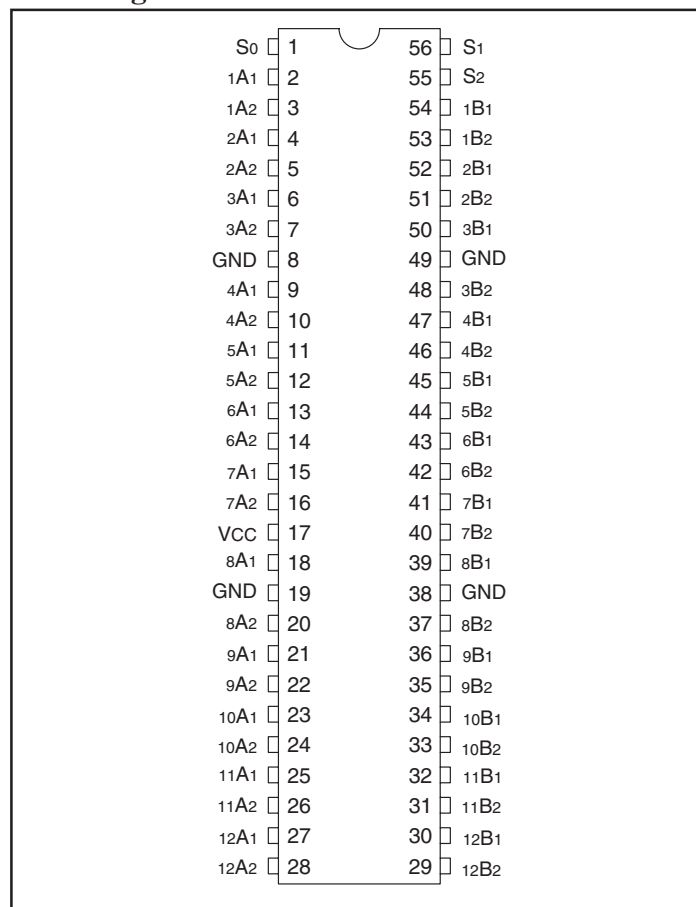 S0 1 56 S1
1A1 2 55 S2
1A2 3 54 1B1
2A1 4 53 1B2
2A2 5 52 2B1
3A1 6 51 2B2
3A2 7 50 3B1
GND 8 49 GND
4A1 9 48 3B2
4A2 10 47 4B1
5A1 11 46 4B2
5A2 12 45 5B1
6A1 13 44 5B2
6A2 14 43 6B1
7A1 15 42 6B2
7A2 16 41 7B1
VCC 17 40 7B2
8A1 18 39 8B1
GND 19 38 GND
8A2 20 37 8B2
9A1 21 36 9B1
9A2 22 35 9B2
10A1 23 34 10B1
10A2 24 33 10B2
11A1 25 32 11B1
11A2 26 31 11B2
12A1 27 30 12B1
12A2 28 29 12B2